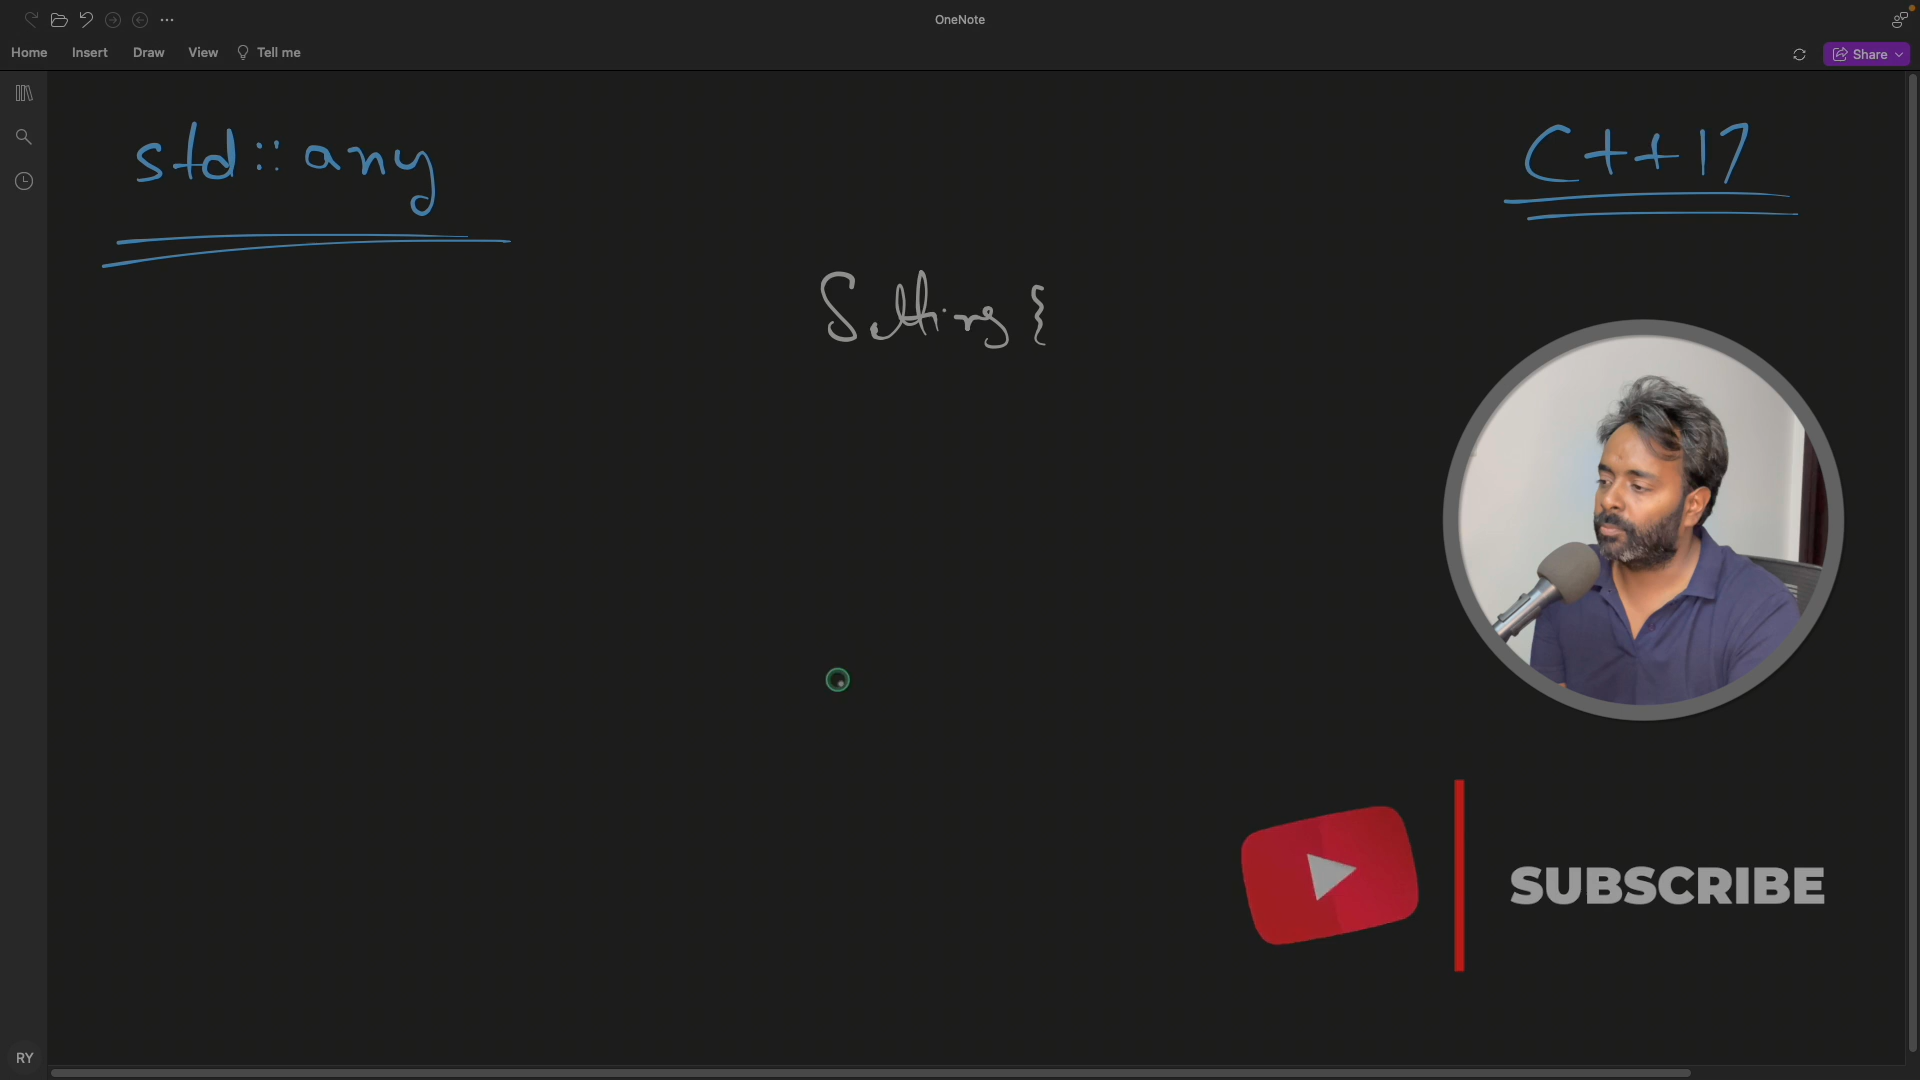 OneNote
Home Insert Draw View Tell me
Share
std::any
C++17
Setting {
SUBSCRIBE
RY